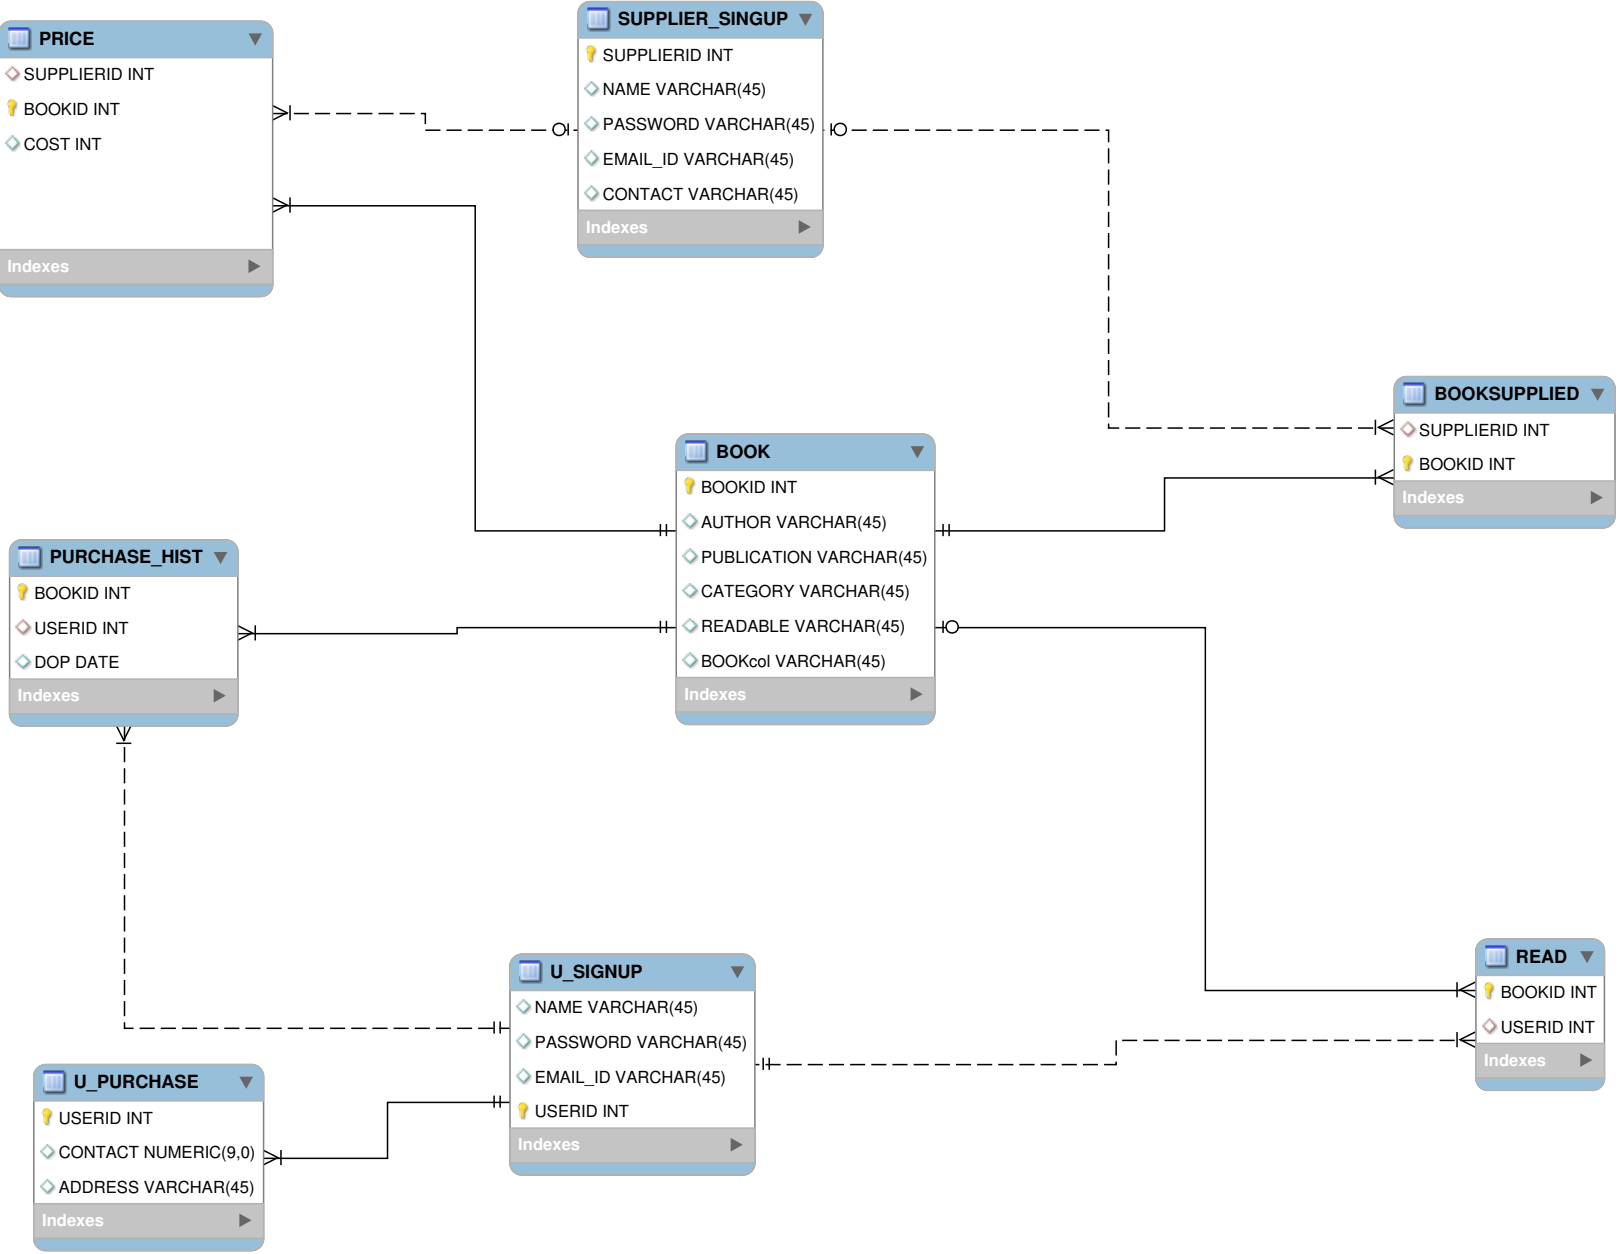 PRICE
SUPPLIERID INT
BOOKID INT
COST INT
Indexes
SUPPLIER_SINGUP
SUPPLIERID INT
NAME VARCHAR(45)
PASSWORD VARCHAR(45)
EMAIL_ID VARCHAR(45)
CONTACT VARCHAR(45)
Indexes
BOOKSUPPLIED
SUPPLIERID INT
BOOKID INT
Indexes
BOOK
BOOKID INT
AUTHOR VARCHAR(45)
PUBLICATION VARCHAR(45)
CATEGORY VARCHAR(45)
READABLE VARCHAR(45)
BOOKcol VARCHAR(45)
Indexes
PURCHASE_HIST
BOOKID INT
USERID INT
DOP DATE
Indexes
U_SIGNUP
NAME VARCHAR(45)
PASSWORD VARCHAR(45)
EMAIL_ID VARCHAR(45)
USERID INT
Indexes
READ
BOOKID INT
USERID INT
Indexes
U_PURCHASE
USERID INT
CONTACT NUMERIC(9,0)
ADDRESS VARCHAR(45)
Indexes